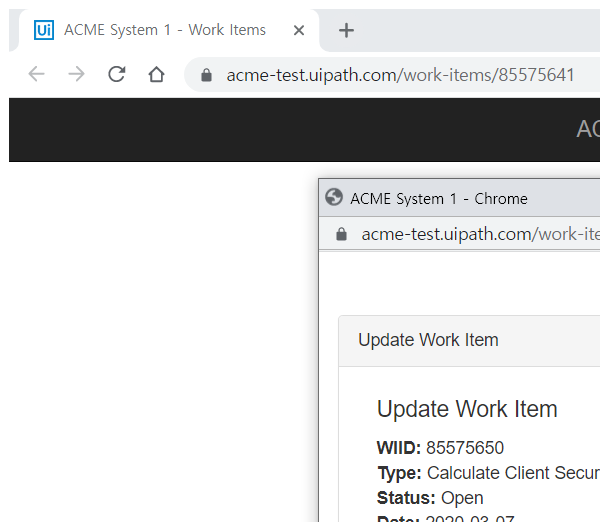 Ui ACME System 1 - Work Items
acme-test.uipath.com/work-items/85575641
AC
ACME System 1 - Chrome
acme-test.uipath.com/work-ite
Update Work Item
Update Work Item
WIID: 85575650
Type: Calculate Client Secur
Status: Open
Date: 2020-03-07